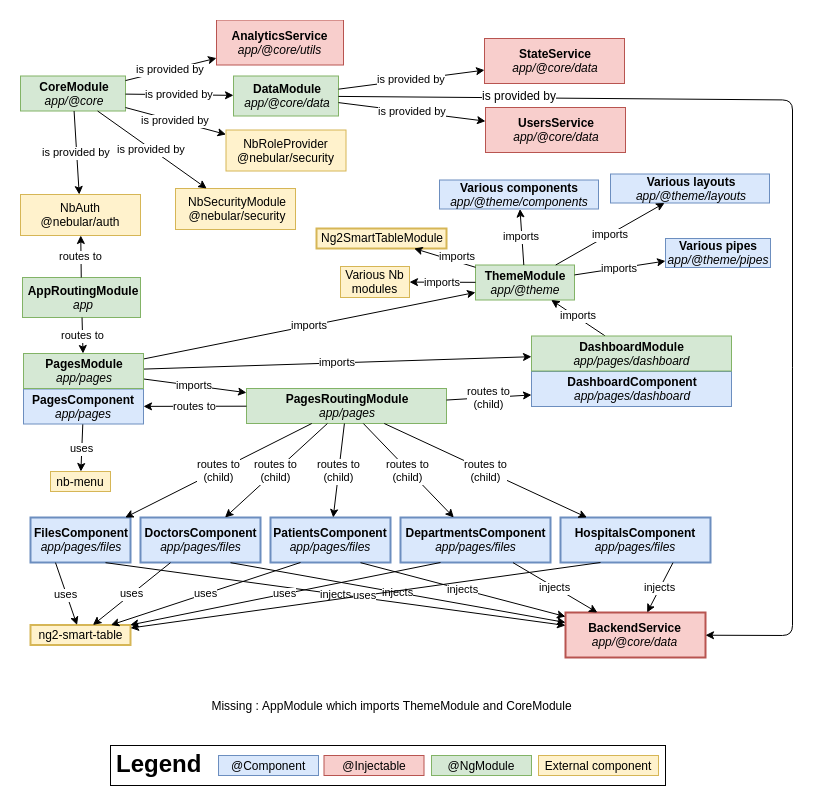 AnalyticsService
app/@core/utils
StateService
app/@core/data
is provided by
CoreModule
app/@core
is provided by
DataModule
app/@core/data
is provided by
is provided by
is provided by
UsersService
app/@core/data
is provided by
NbRoleProvider
@nebular/security
is provided by
is provided by
Various components
app/@theme/components
Various layouts
app/@theme/layouts
NbAuth
@nebular/auth
NbSecurityModule
@nebular/security
Ng2SmartTableModule
imports
imports
Various pipes
app/@theme/pipes
routes to
imports
imports
Various Nb
modules
imports
ThemeModule
app/@theme
AppRoutingModule
app
imports
imports
routes to
DashboardModule
app/pages/dashboard
PagesModule
app/pages
imports
imports
DashboardComponent
app/pages/dashboard
PagesComponent
app/pages
routes to
PagesRoutingModule
app/pages
routes to
(child)
uses
routes to
(child)
routes to
(child)
routes to
(child)
routes to
(child)
routes to
(child)
nb-menu
FilesComponent
app/pages/files
DoctorsComponent
app/pages/files
PatientsComponent
app/pages/files
DepartmentsComponent
app/pages/files
HospitalsComponent
app/pages/files
uses
uses
uses
uses
injects
uses
injects
injects
injects
injects
ng2-smart-table
BackendService
app/@core/data
Missing : AppModule which imports ThemeModule and CoreModule
Legend
@Component
@Injectable
@NgModule
External component